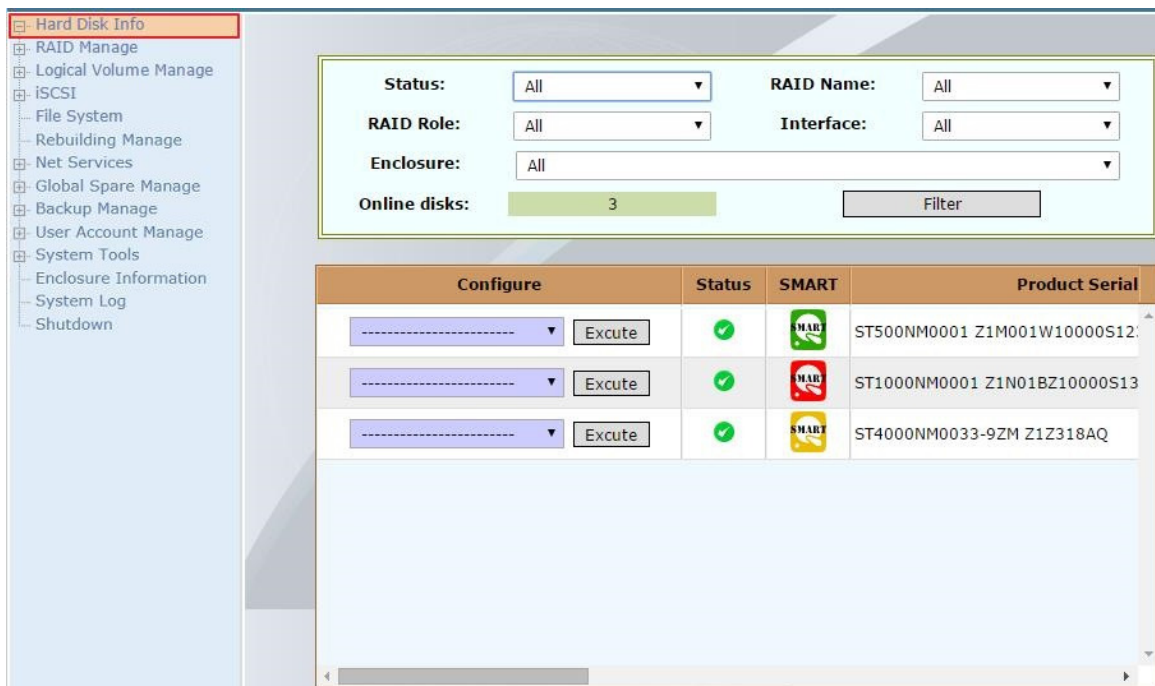 Hard Disk Info
RAID Manage
Logical Volume Manage
iSCSI
File System
Rebuilding Manage
Net Services
Global Spare Manage
Backup Manage
User Account Manage
System Tools
Enclosure Information
System Log
Shutdown
Status: All RAID Name: All
RAID Role: All Interface: All
Enclosure: All
Online disks: 3 Filter
Configure Status SMART Product Serial
----------------------- Excute SMART ST500NM0001 Z1M001W10000S12
----------------------- Excute SMART ST1000NM0001 Z1N01BZ10000S13
----------------------- Excute SMART ST4000NM0033-9ZM Z1Z318AQ